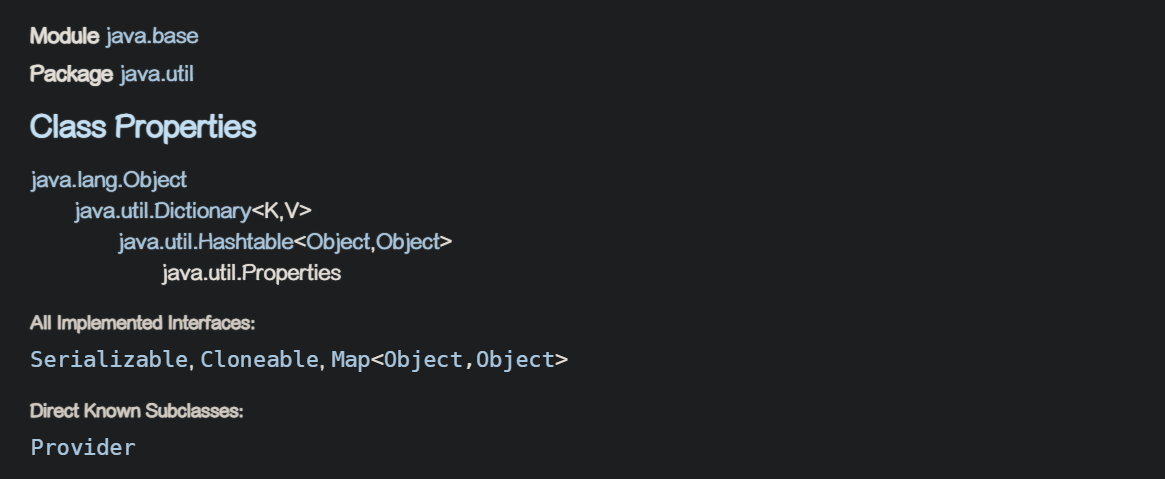 Module java.base
Package java.util
Class Properties
java.lang.Object
java.util.Dictionary<K,V>
java.util.Hashtable<Object,Object>
java.util.Properties
All Implemented Interfaces:
Serializable, Cloneable, Map<Object,Object>
Direct Known Subclasses:
Provider